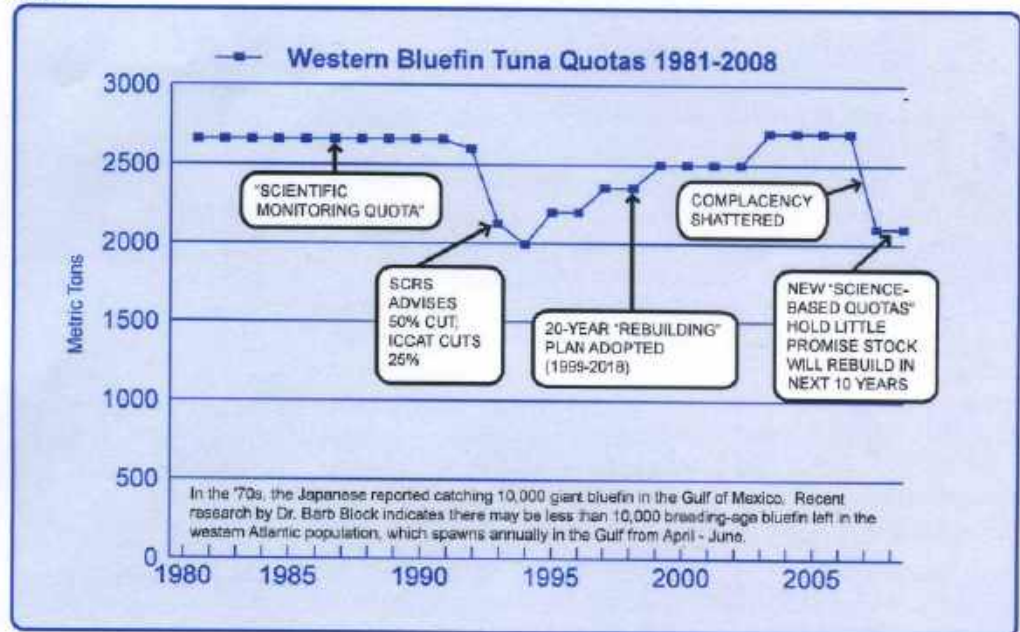 Western Bluefin Tuna Quotas 1981-2008
3000
2500
2000
1500
1000
500
0
Metric Tons
"SCIENTIFIC
MONITORING QUOTA"
SCRS
ADVISES
50% CUT;
ICCAT CUTS
25%
20-YEAR "REBUILDING"
PLAN ADOPTED
(1999-2018)
COMPLACENCY
SHATTERED
NEW "SCIENCE-
BASED QUOTAS"
HOLD LITTLE
PROMISE STOCK
WILL REBUILD IN
NEXT 10 YEARS
In the '70s, the Japanese reported catching 10,000 giant bluefin in the Gulf of Mexico. Recent
research by Dr. Barb Block indicates there may be less than 10,000 breeding-age bluefin left in the
western Atlantic population, which spawns annually in the Gulf from April - June.
1980
1985
1990
1995
2000
2005